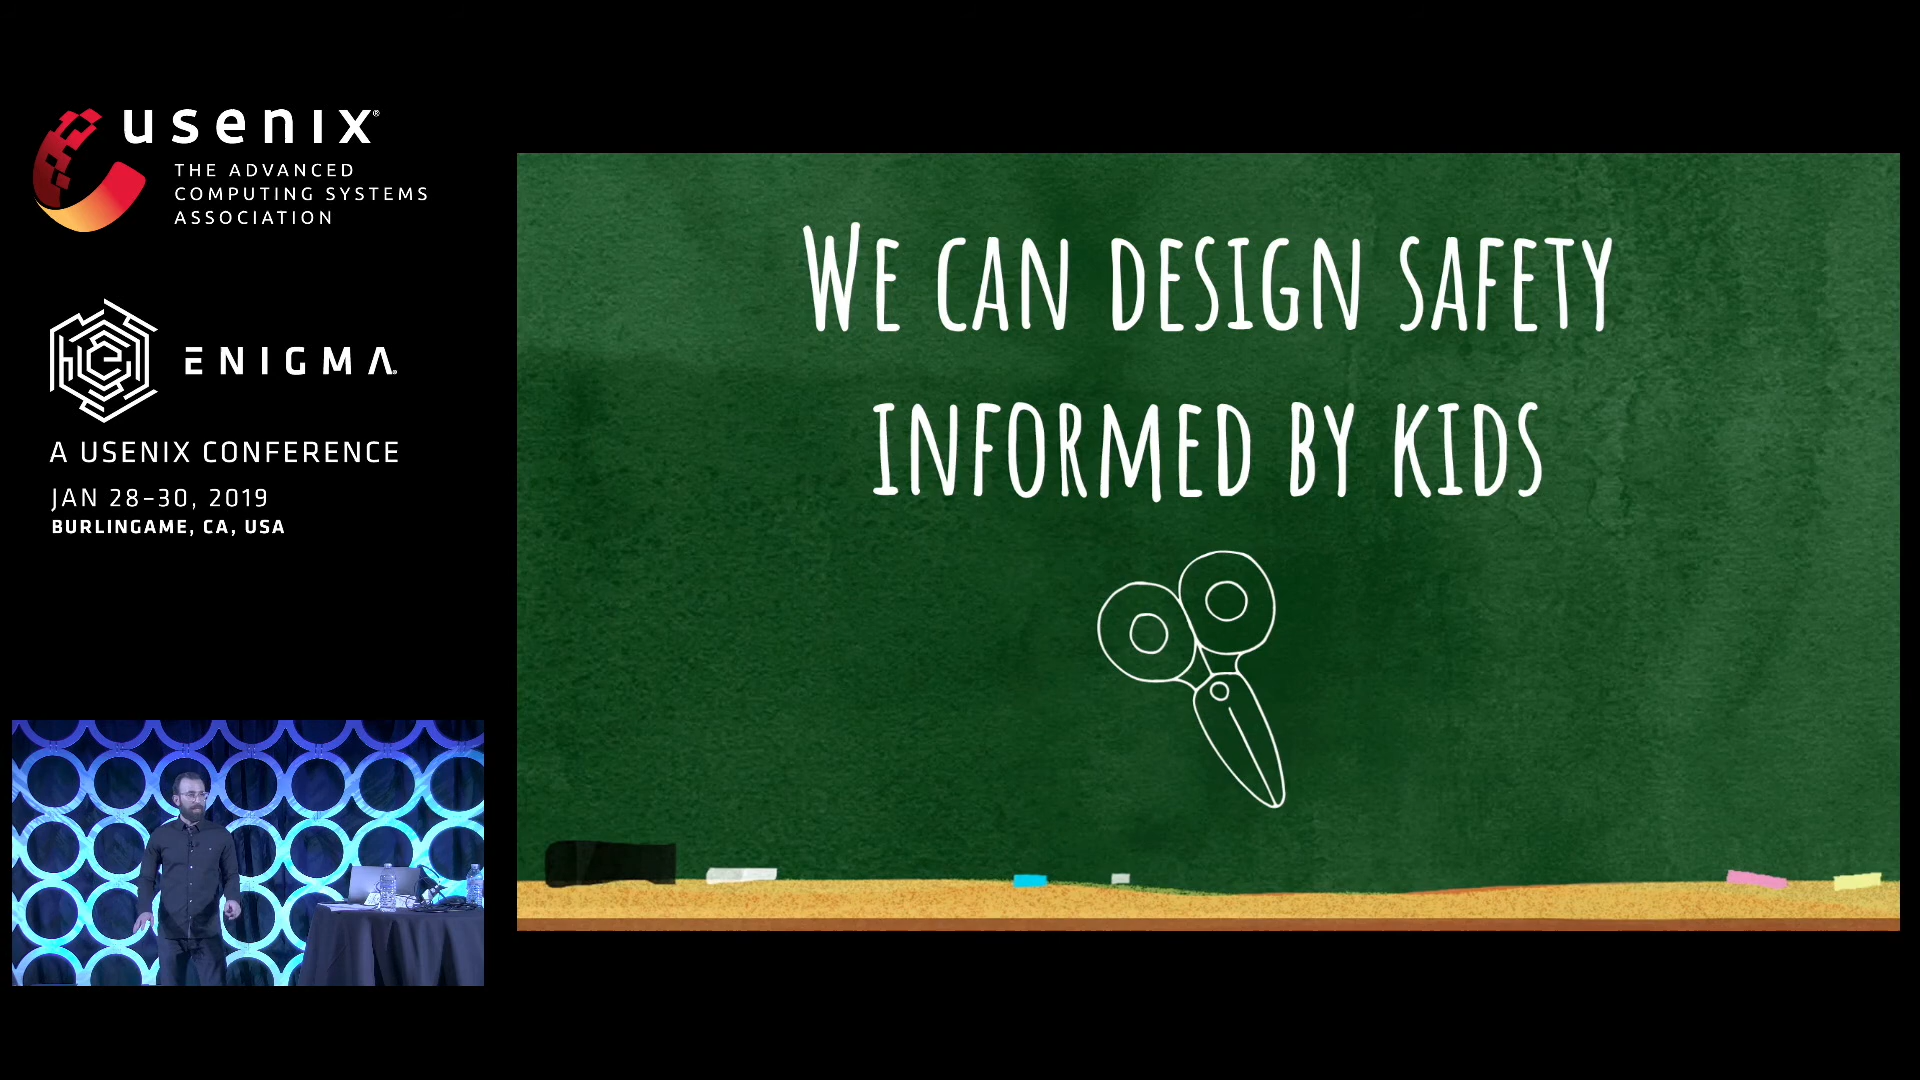 usenix®
THE ADVANCED
COMPUTING SYSTEMS
ASSOCIATION
ENIGMA®
A USENIX CONFERENCE
JAN 28–30, 2019
BURLINGAME, CA, USA
WE CAN DESIGN SAFETY
INFORMED BY KIDS